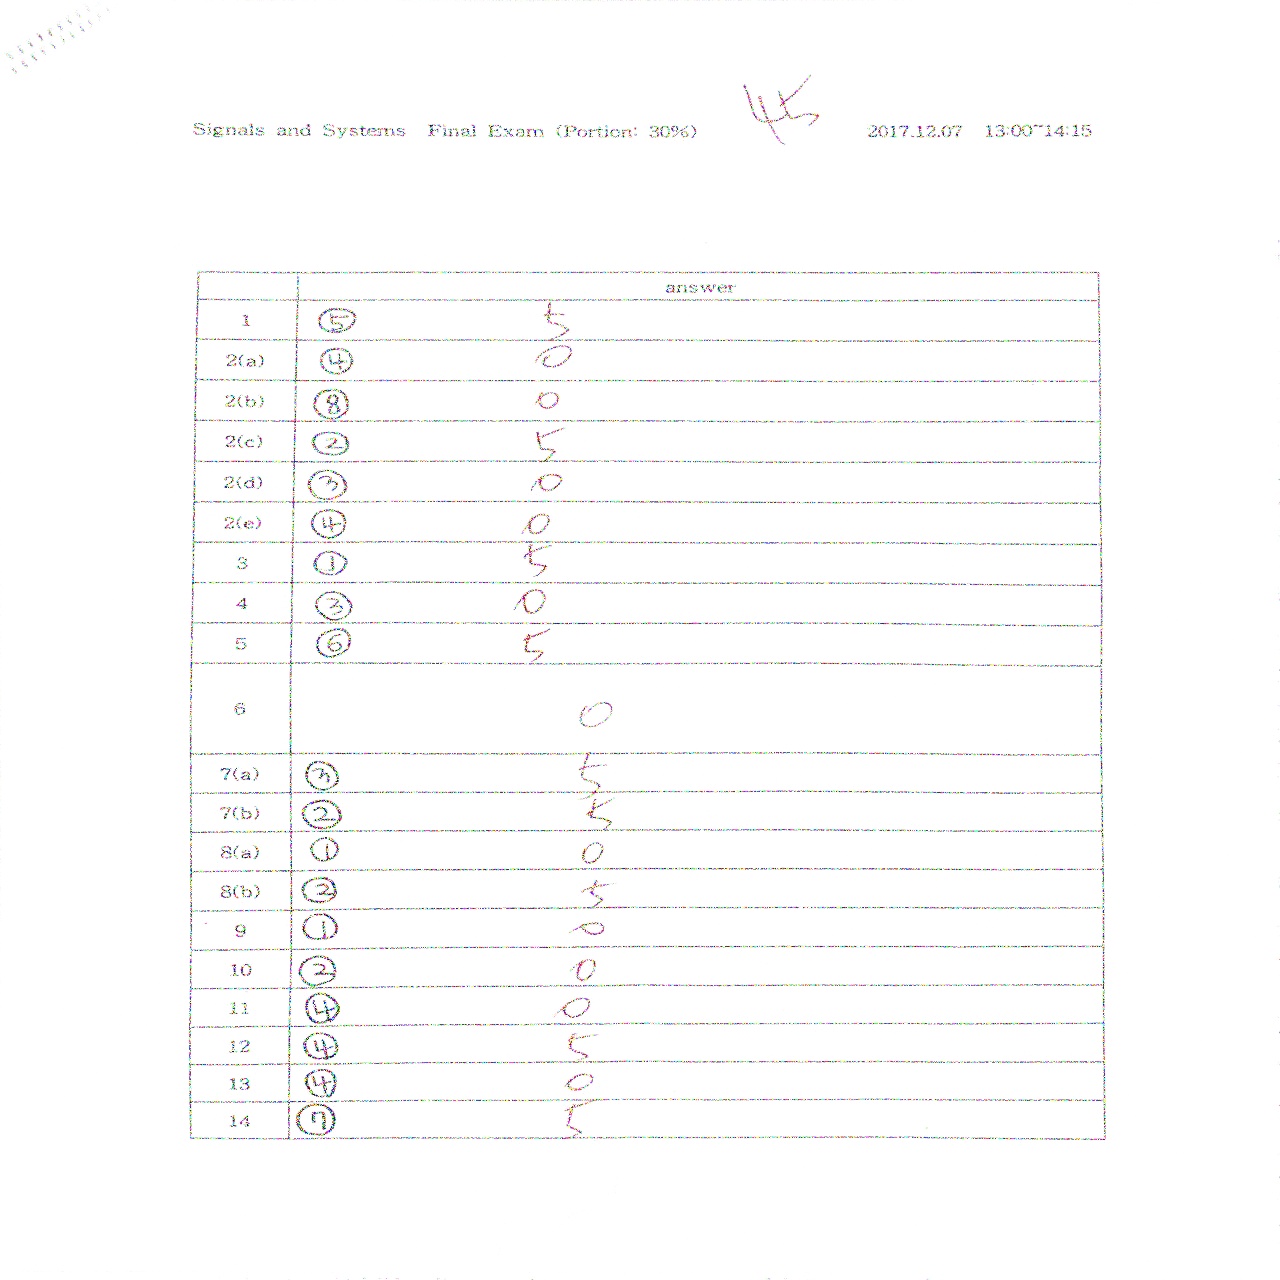 45
Signals and Systems Final Exam (Portion: 30%) 2017.12.07 13:00~14:15
answer
1 ⑤ 5
2(a) ④ 0
2(b) ⑧ 0
2(c) ② 5
2(d) ③ 0
2(e) ④ 0
3 ① 5
4 ③ 0
5 ⑥ 5
6 0
7(a) ③ 5
7(b) ② 5
8(a) ① 0
8(b) ② 5
9 ① 0
10 ② 0
11 ④ 0
12 ④ 5
13 ④ 0
14 ⑦ 5